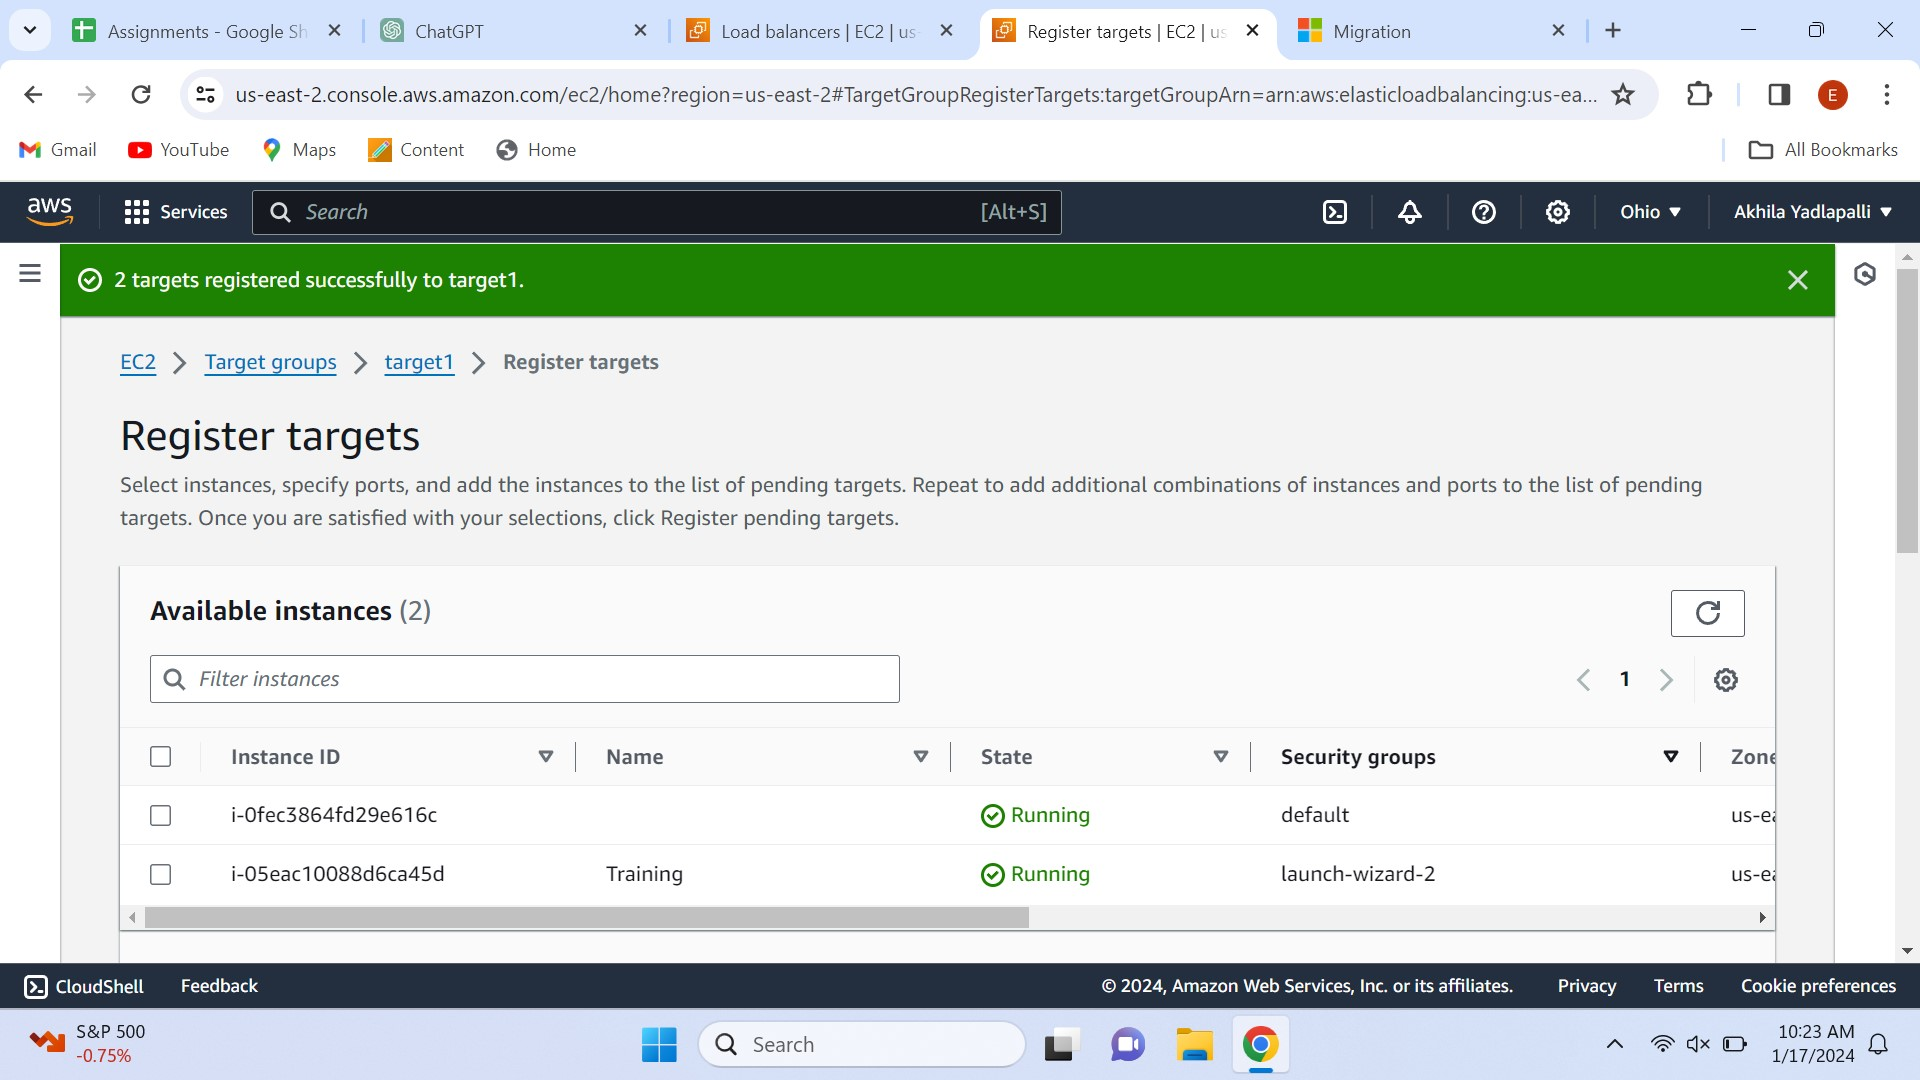 Assignments - Google Sh
ChatGPT
Load balancers | EC2 | us-
Register targets | EC2 | us
Migration
us-east-2.console.aws.amazon.com/ec2/home?region=us-east-2#TargetGroupRegisterTargets:targetGroupArn=arn:aws:elasticloadbalancing:us-ea...
E
Gmail
YouTube
Maps
Content
Home
All Bookmarks
aws
Services
Search
[Alt+S]
Ohio
Akhila Yadlapalli
2 targets registered successfully to target1.
EC2
Target groups
target1
Register targets
Register targets
Select instances, specify ports, and add the instances to the list of pending targets. Repeat to add additional combinations of instances and ports to the list of pending
targets. Once you are satisfied with your selections, click Register pending targets.
Available instances (2)
Filter instances
1
Instance ID
Name
State
Security groups
Zone
i-0fec3864fd29e616c
Running
default
us-ea
i-05eac10088d6ca45d
Training
Running
launch-wizard-2
us-ea
CloudShell
Feedback
© 2024, Amazon Web Services, Inc. or its affiliates.
Privacy
Terms
Cookie preferences
S&P 500
-0.75%
Search
10:23 AM
1/17/2024